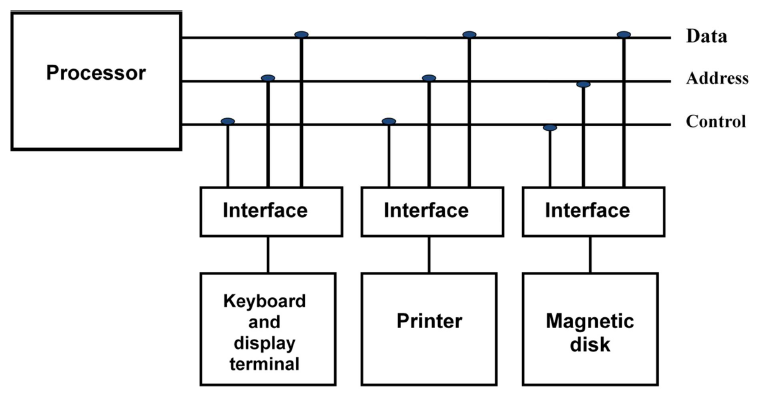 Processor
Data
Address
Control
Interface
Interface
Interface
Keyboard
and
display
terminal
Printer
Magnetic
disk